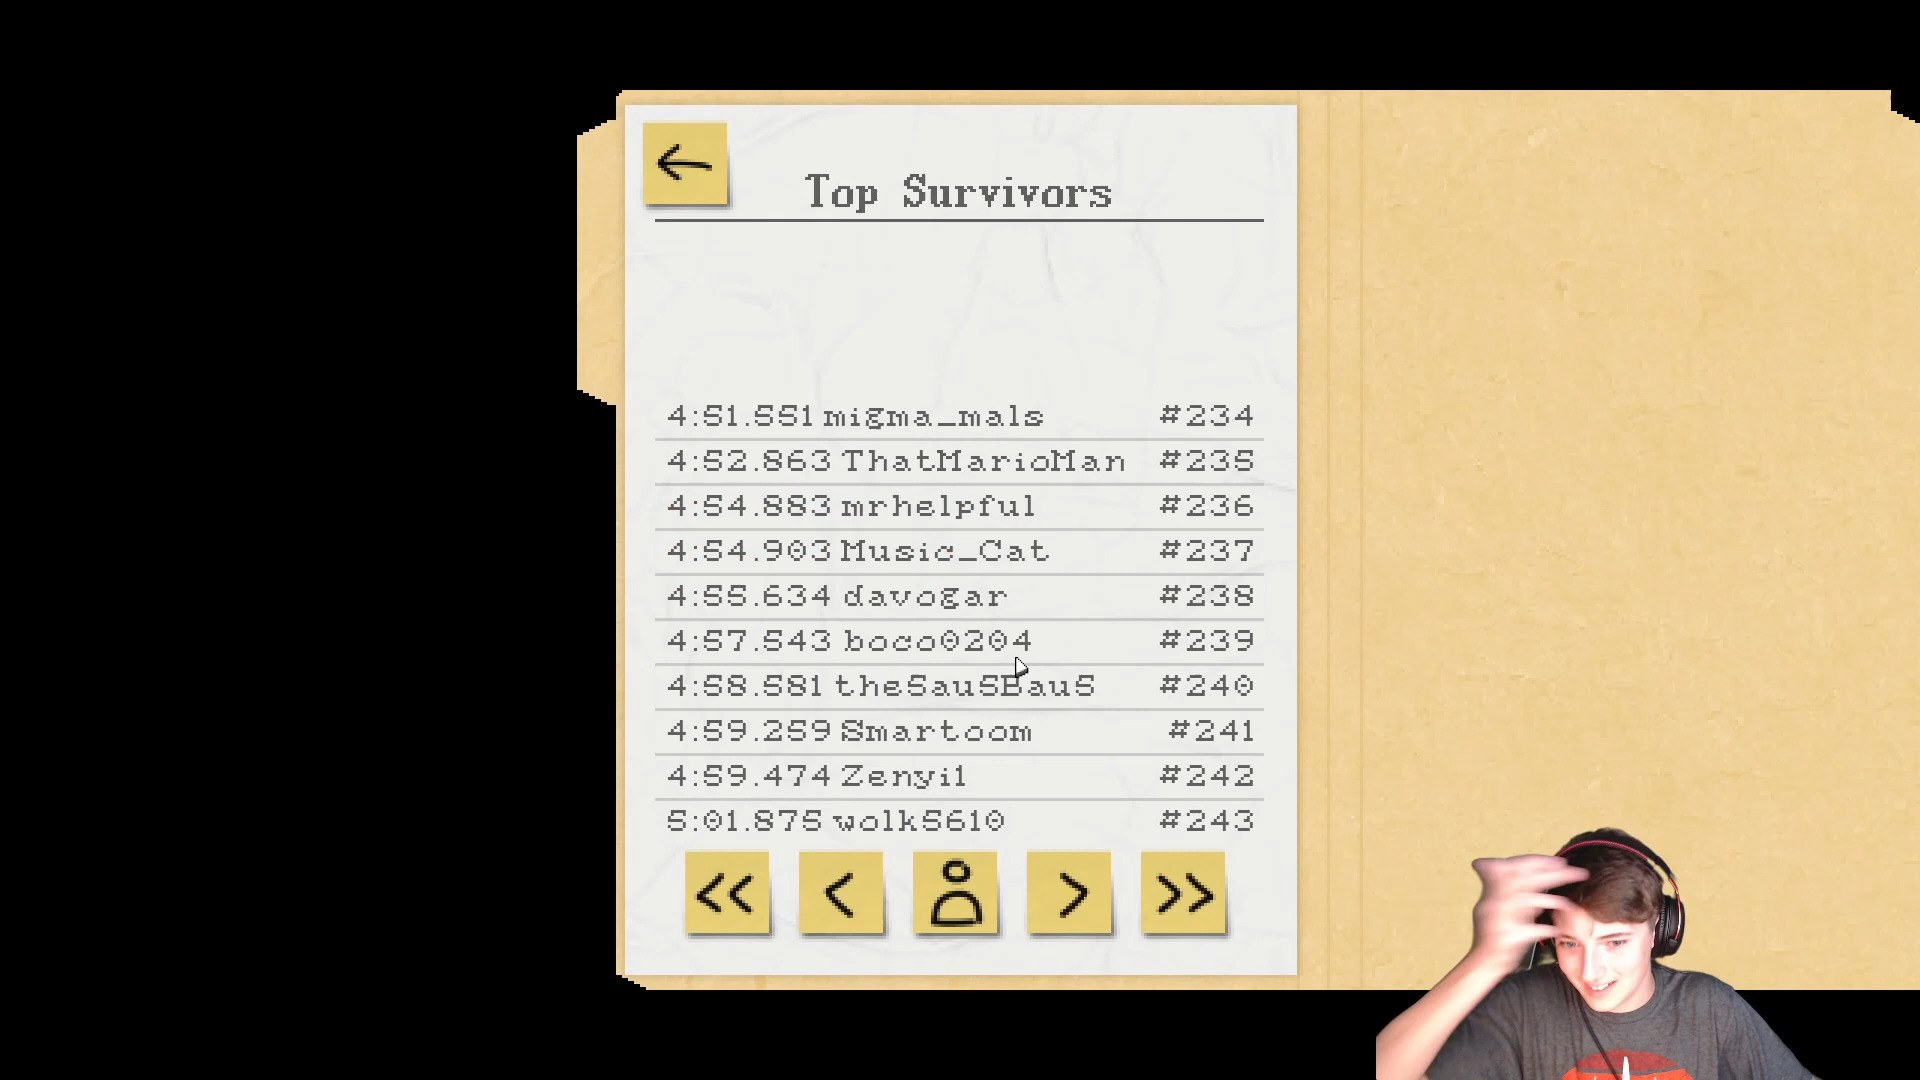 Top Survivors
4:51.551 migma_mals #234
4:52.863 ThatMarioMan #235
4:54.883 mrhelpful #236
4:54.903 Music_Cat #237
4:55.634 davogar #238
4:57.543 boco0204 #239
4:58.581 theSauSBauS #240
4:59.259 Smartoom #241
4:59.474 Zenyi1 #242
5:01.875 wolk5610 #243
<< < > >>